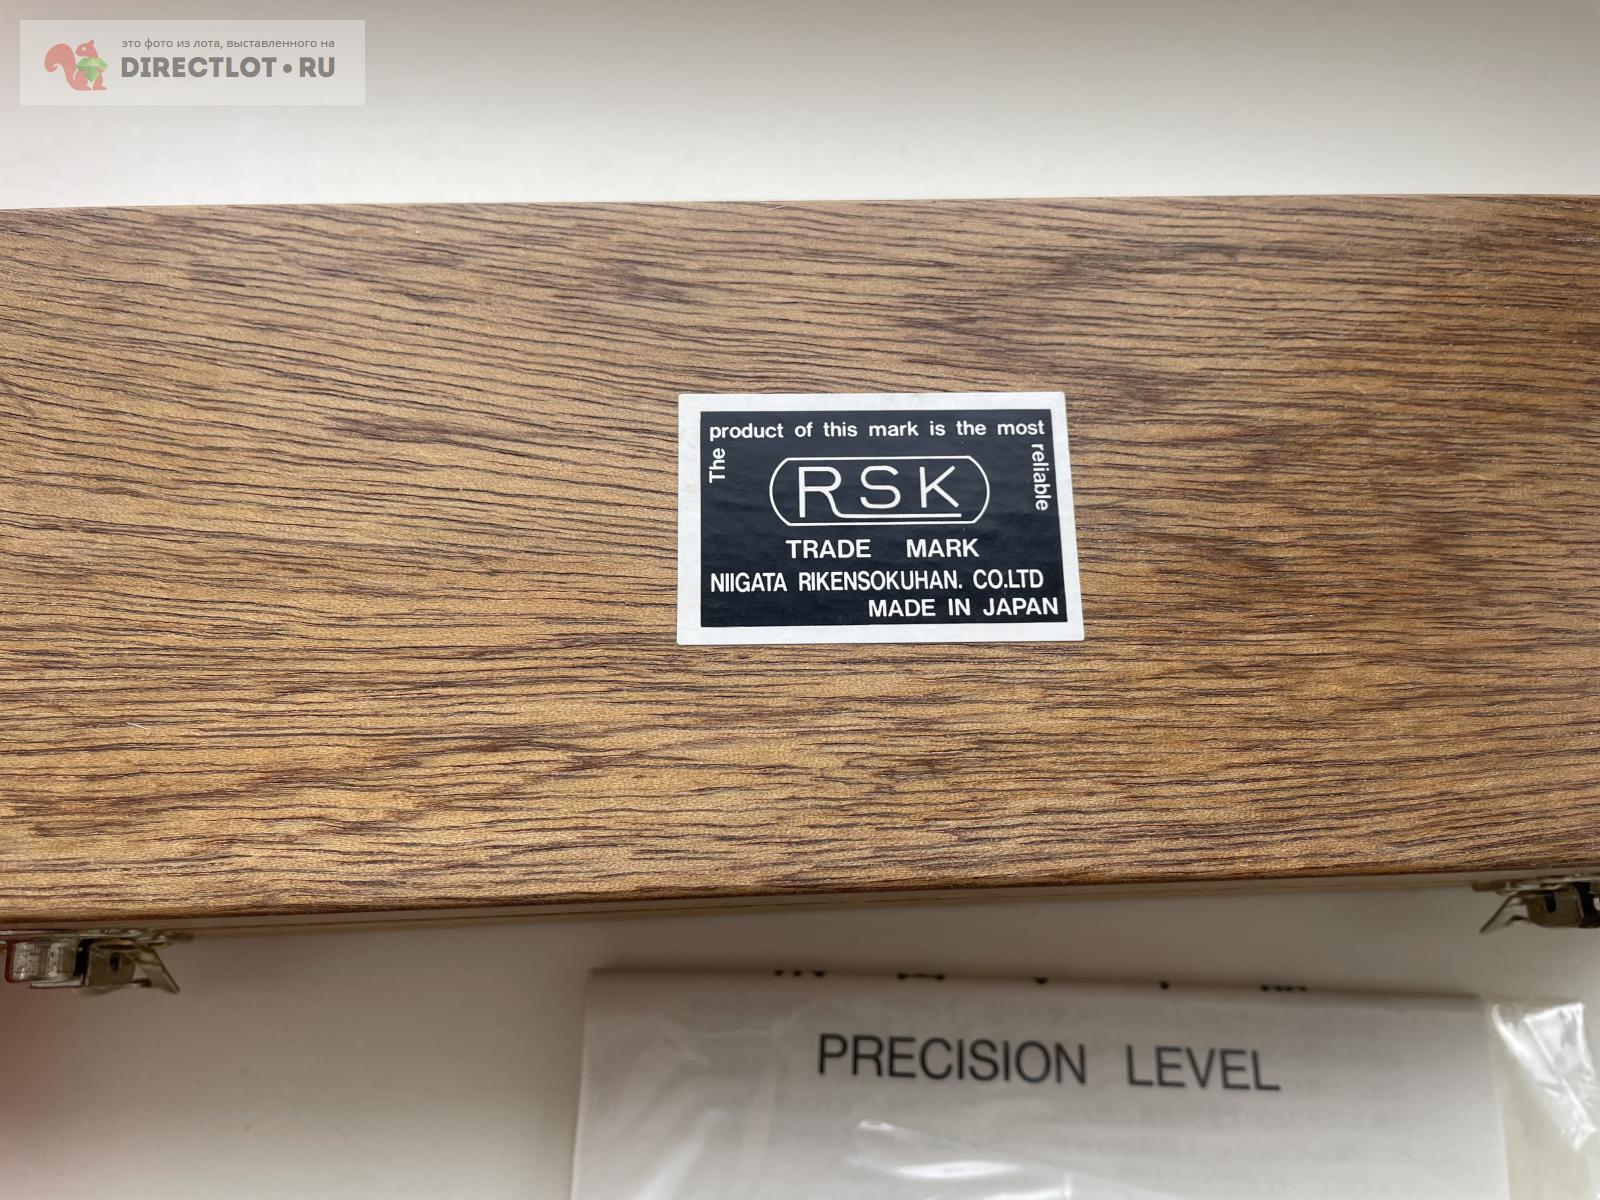 это фото из лота, выставленного на
DIRECTLOT•RU
The product of this mark is the most reliable
RSK
TRADE MARK
NIIGATA RIKENSOKUHAN. CO.LTD
MADE IN JAPAN
PRECISION LEVEL